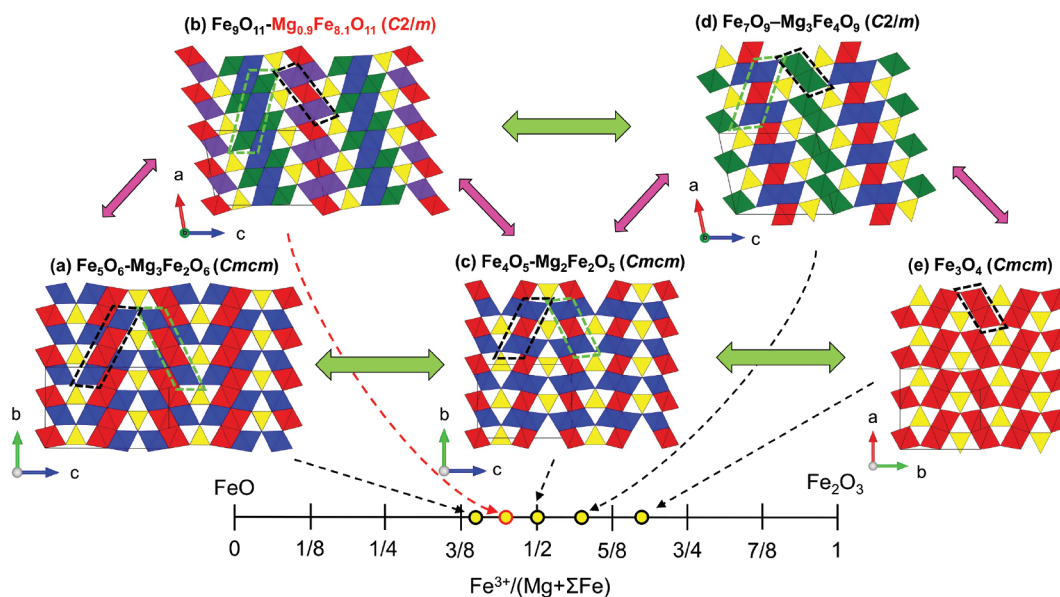 (b) Fe₉O₁₁-Mg₀.₉Fe₈.₁O₁₁ (C2/m)
(d) Fe₇O₉–Mg₃Fe₄O₉ (C2/m)
a
b
c
a
b
c
(a) Fe₅O₆-Mg₃Fe₂O₆ (Cmcm)
(c) Fe₄O₅-Mg₂Fe₂O₅ (Cmcm)
(e) Fe₃O₄ (Cmcm)
b
c
b
c
a
b
FeO
Fe₂O₃
0
1/8
1/4
3/8
1/2
5/8
3/4
7/8
1
Fe³⁺/(Mg+ΣFe)